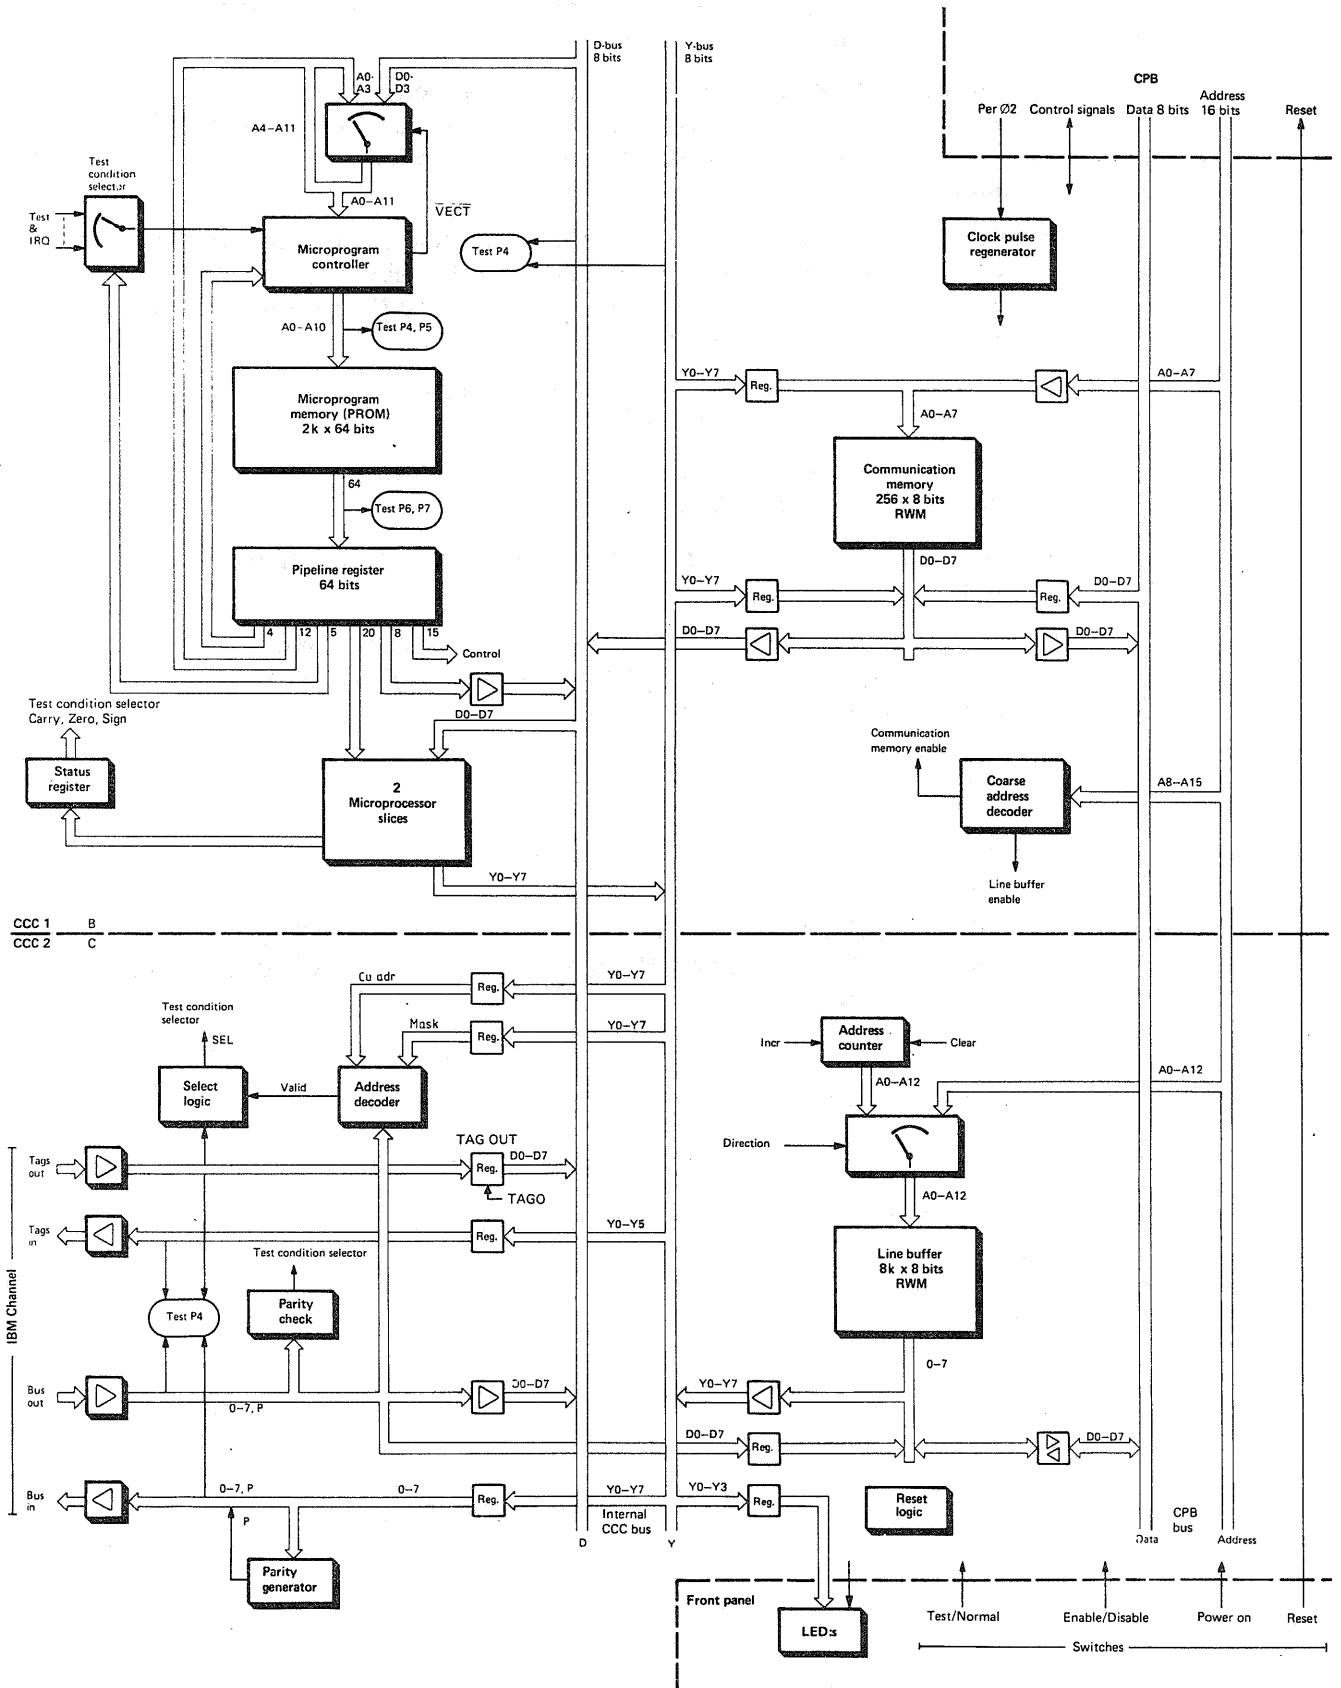 D-bus
8 bits
Y-bus
8 bits
CPB
Per Ø2
Control signals
Data 8 bits
Address
16 bits
Reset
A0-
A3
D0-
D3
A4-A11
A0-A11
VECT
Test
condition
selector
Test
&
IRQ
Microprogram
controller
Test P4
Clock pulse
regenerator
A0-A10
Test P4, P5
Microprogram
memory (PROM)
2k x 64 bits
Y0-Y7
Reg.
A0-A7
A0-A7
Communication
memory
256 x 8 bits
RWM
64
Test P6, P7
Pipeline register
64 bits
D0-D7
Y0-Y7
Reg.
Reg.
D0-D7
4
12
5
20
8
15
Control
D0-D7
D0-D7
Test condition selector
Carry, Zero, Sign
D0-D7
Status
register
2
Microprocessor
slices
Communication
memory enable
Coarse
address
decoder
A8-A15
Line buffer
enable
Y0-Y7
CCC 1
B
CCC 2
C
Cu adr
Reg.
Y0-Y7
Mask
Reg.
Y0-Y7
Test condition
selector
SEL
Select
logic
Valid
Address
decoder
Incr
Address
counter
Clear
A0-A12
A0-A12
Direction
A0-A12
IBM Channel
Tags
out
TAG OUT
Reg.
D0-D7
TAGO
Tags
in
Reg.
Y0-Y5
Test condition selector
Parity
check
Test P4
Line buffer
8k x 8 bits
RWM
0-7
Bus
out
0-7, P
D0-D7
Y0-Y7
D0-D7
Reg.
D0-D7
Bus
in
0-7, P
0-7
Reg.
Y0-Y7
Y0-Y3
Reg.
P
Internal
CCC bus
D
Y
Reset
logic
CPB
bus
Data
Address
Parity
generator
Front panel
LED:s
Test/Normal
Enable/Disable
Power on
Reset
Switches